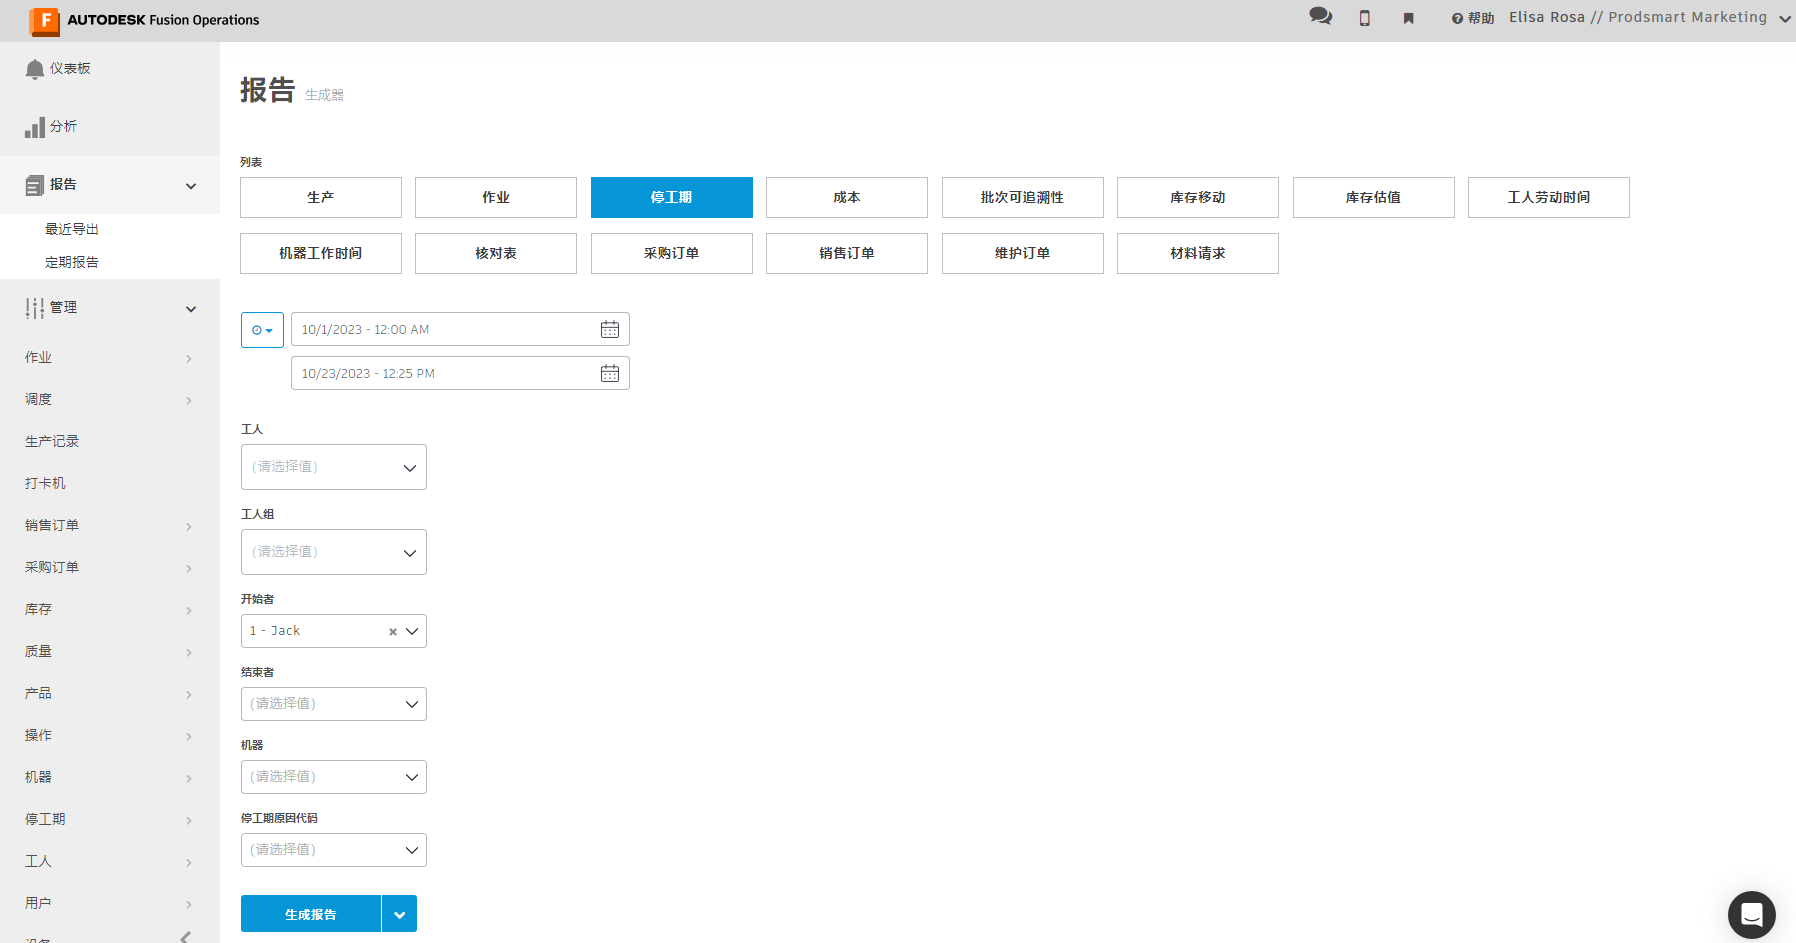 AUTODESK Fusion Operations
帮助
Elisa Rosa // Prodsmart Marketing
仪表板
分析
报告
最近导出
定期报告
管理
作业
调度
生产记录
打卡机
销售订单
采购订单
库存
质量
产品
操作
机器
停工期
工人
用户
报告 生成器
列表
生产 作业 停工期 成本 批次可追溯性 库存移动 库存估值 工人劳动时间
机器工作时间 核对表 采购订单 销售订单 维护订单 材料请求
10/1/2023 - 12:00 AM
10/23/2023 - 12:25 PM
工人
(请选择值)
工人组
(请选择值)
开始者
1 - Jack
结束者
(请选择值)
机器
(请选择值)
停工期原因代码
(请选择值)
生成报告